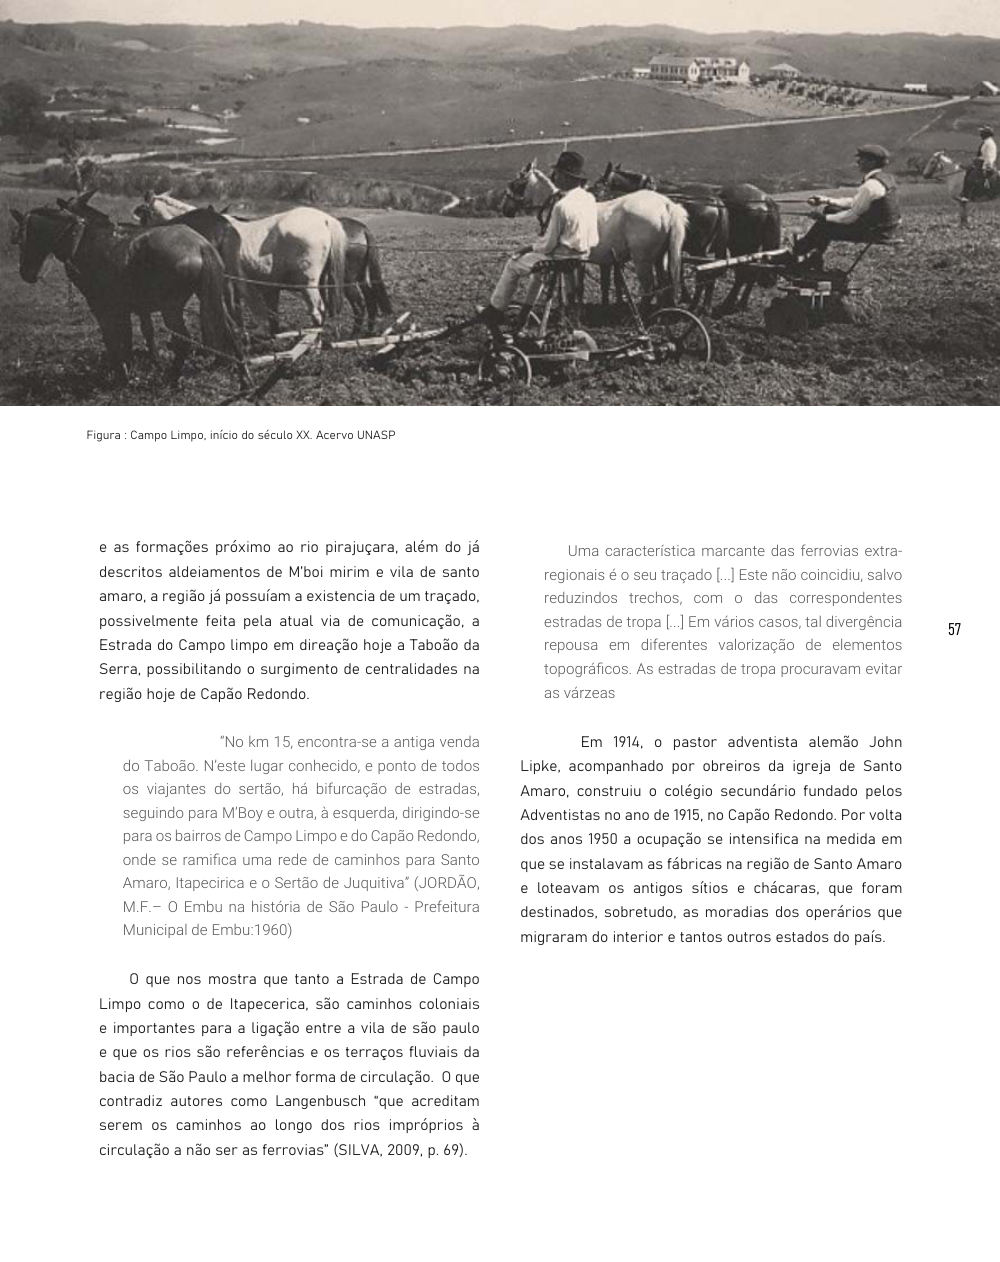 Figura : Campo Limpo, início do século XX. Acervo UNASP
e as formações próximo ao rio pirajuçara, além do já
descritos aldeiamentos de M'boi mirim e vila de santo
amaro, a região já possuíam a existencia de um traçado,
possivelmente feita pela atual via de comunicação, a
Estrada do Campo limpo em direação hoje a Taboão da
Serra, possibilitando o surgimento de centralidades na
região hoje de Capão Redondo.
"No km 15, encontra-se a antiga venda
do Taboão. N'este lugar conhecido, e ponto de todos
os viajantes do sertão, há bifurcação de estradas,
seguindo para M'Boy e outra, à esquerda, dirigindo-se
para os bairros de Campo Limpo e do Capão Redondo,
onde se ramifica uma rede de caminhos para Santo
Amaro, Itapecirica e o Sertão de Juquitiva" (JORDÃO,
M.F.– O Embu na história de São Paulo - Prefeitura
Municipal de Embu:1960)
O que nos mostra que tanto a Estrada de Campo
Limpo como o de Itapecerica, são caminhos coloniais
e importantes para a ligação entre a vila de são paulo
e que os rios são referências e os terraços fluviais da
bacia de São Paulo a melhor forma de circulação. O que
contradiz autores como Langenbusch "que acreditam
serem os caminhos ao longo dos rios impróprios à
circulação a não ser as ferrovias" (SILVA, 2009, p. 69).
Uma característica marcante das ferrovias extra-
regionais é o seu traçado [...] Este não coincidiu, salvo
reduzindos trechos, com o das correspondentes
estradas de tropa [...] Em vários casos, tal divergência
repousa em diferentes valorização de elementos
topográficos. As estradas de tropa procuravam evitar
as várzeas
Em 1914, o pastor adventista alemão John
Lipke, acompanhado por obreiros da igreja de Santo
Amaro, construiu o colégio secundário fundado pelos
Adventistas no ano de 1915, no Capão Redondo. Por volta
dos anos 1950 a ocupação se intensifica na medida em
que se instalavam as fábricas na região de Santo Amaro
e loteavam os antigos sítios e chácaras, que foram
destinados, sobretudo, as moradias dos operários que
migraram do interior e tantos outros estados do país.
57